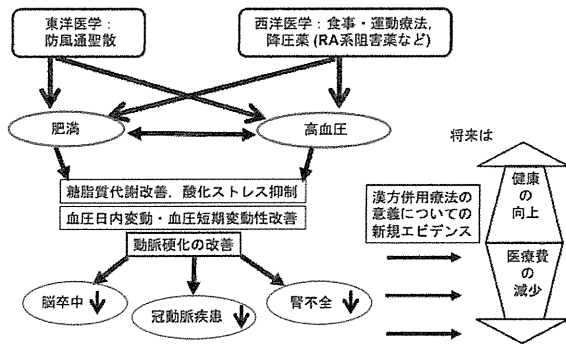 東洋医学：
防風通聖散
西洋医学：食事・運動療法，
降圧薬 (RA系阻害薬など)
肥満
高血圧
糖脂質代謝改善，酸化ストレス抑制
血圧日内変動・血圧短期変動性改善
動脈硬化の改善
脳卒中
冠動脈疾患
腎不全
漢方併用療法の
意義についての
新規エビデンス
将来は
健康
の
向上
医療費
の
減少